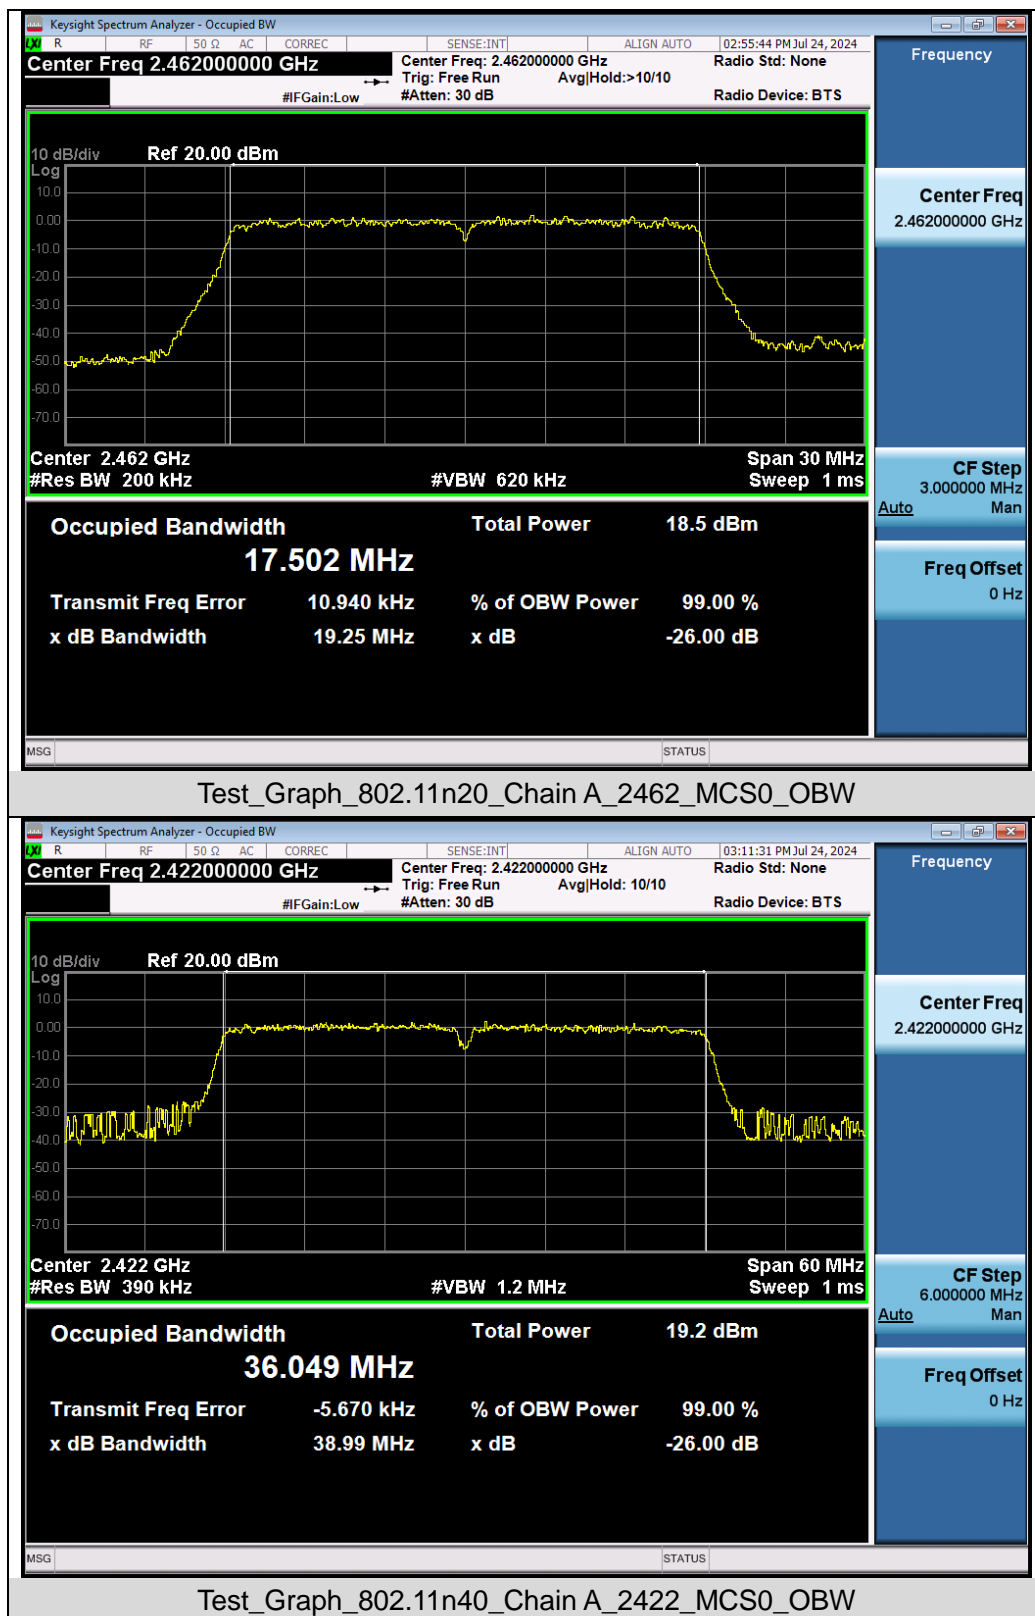 Keysight Spectrum Analyzer - Occupied BW
LXI R RF 50 Ω AC CORREC SENSE:INT ALIGN AUTO 02:55:44 PM Jul 24, 2024
Center Freq 2.462000000 GHz
Center Freq: 2.462000000 GHz
Radio Std: None
Trig: Free Run Avg|Hold:>10/10
#IFGain:Low
#Atten: 30 dB
Radio Device: BTS
Frequency
10 dB/div Ref 20.00 dBm
Log
10.0
0.00
-10.0
-20.0
-30.0
-40.0
-50.0
-60.0
-70.0
Center Freq
2.462000000 GHz
Center 2.462 GHz
Span 30 MHz
#Res BW 200 kHz
#VBW 620 kHz
Sweep 1 ms
CF Step
3.000000 MHz
Auto Man
Occupied Bandwidth
Total Power 18.5 dBm
17.502 MHz
Transmit Freq Error 10.940 kHz % of OBW Power 99.00 %
x dB Bandwidth 19.25 MHz x dB -26.00 dB
Freq Offset
0 Hz
MSG
STATUS
Test_Graph_802.11n20_Chain A_2462_MCS0_OBW
Keysight Spectrum Analyzer - Occupied BW
LXI R RF 50 Ω AC CORREC SENSE:INT ALIGN AUTO 03:11:31 PM Jul 24, 2024
Center Freq 2.422000000 GHz
Center Freq: 2.422000000 GHz
Radio Std: None
Trig: Free Run Avg|Hold: 10/10
#IFGain:Low
#Atten: 30 dB
Radio Device: BTS
Frequency
10 dB/div Ref 20.00 dBm
Log
10.0
0.00
-10.0
-20.0
-30.0
-40.0
-50.0
-60.0
-70.0
Center Freq
2.422000000 GHz
Center 2.422 GHz
Span 60 MHz
#Res BW 390 kHz
#VBW 1.2 MHz
Sweep 1 ms
CF Step
6.000000 MHz
Auto Man
Occupied Bandwidth
Total Power 19.2 dBm
36.049 MHz
Transmit Freq Error -5.670 kHz % of OBW Power 99.00 %
x dB Bandwidth 38.99 MHz x dB -26.00 dB
Freq Offset
0 Hz
MSG
STATUS
Test_Graph_802.11n40_Chain A_2422_MCS0_OBW